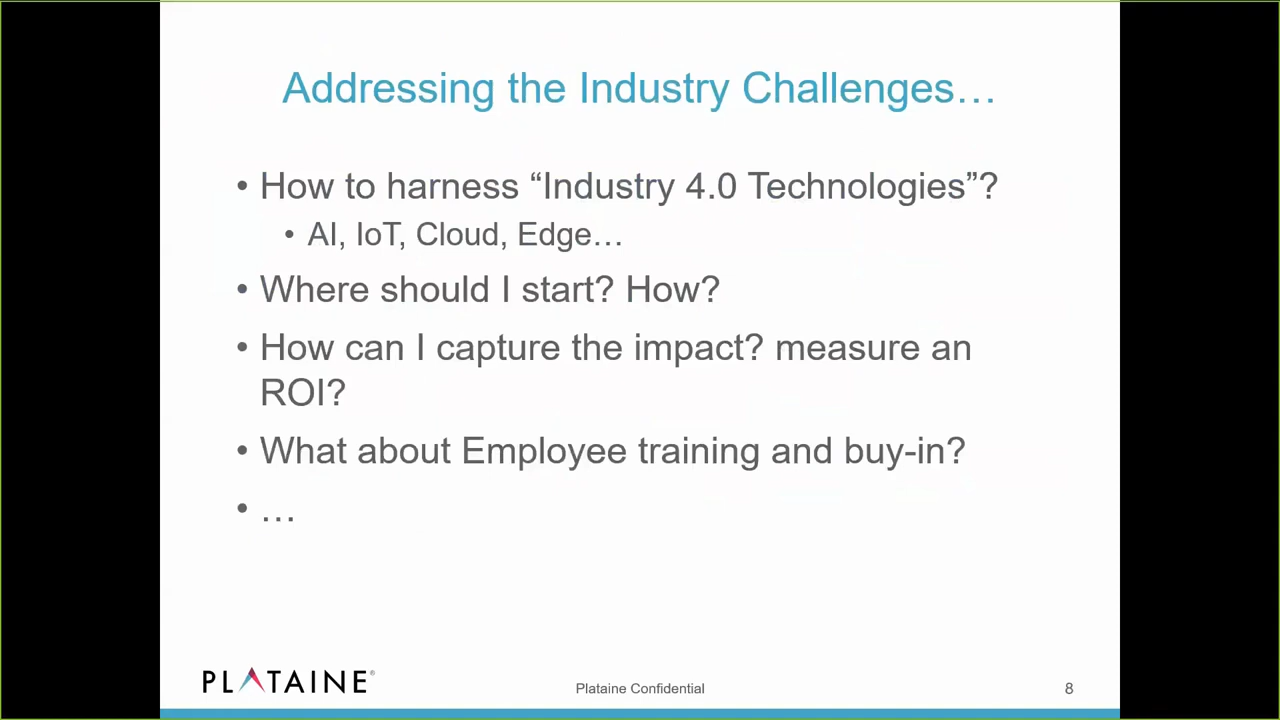 Addressing the Industry Challenges…
• How to harness “Industry 4.0 Technologies”?
• AI, IoT, Cloud, Edge…
• Where should I start? How?
• How can I capture the impact? measure an
ROI?
• What about Employee training and buy-in?
• …
PLATAINE®
Plataine Confidential
8